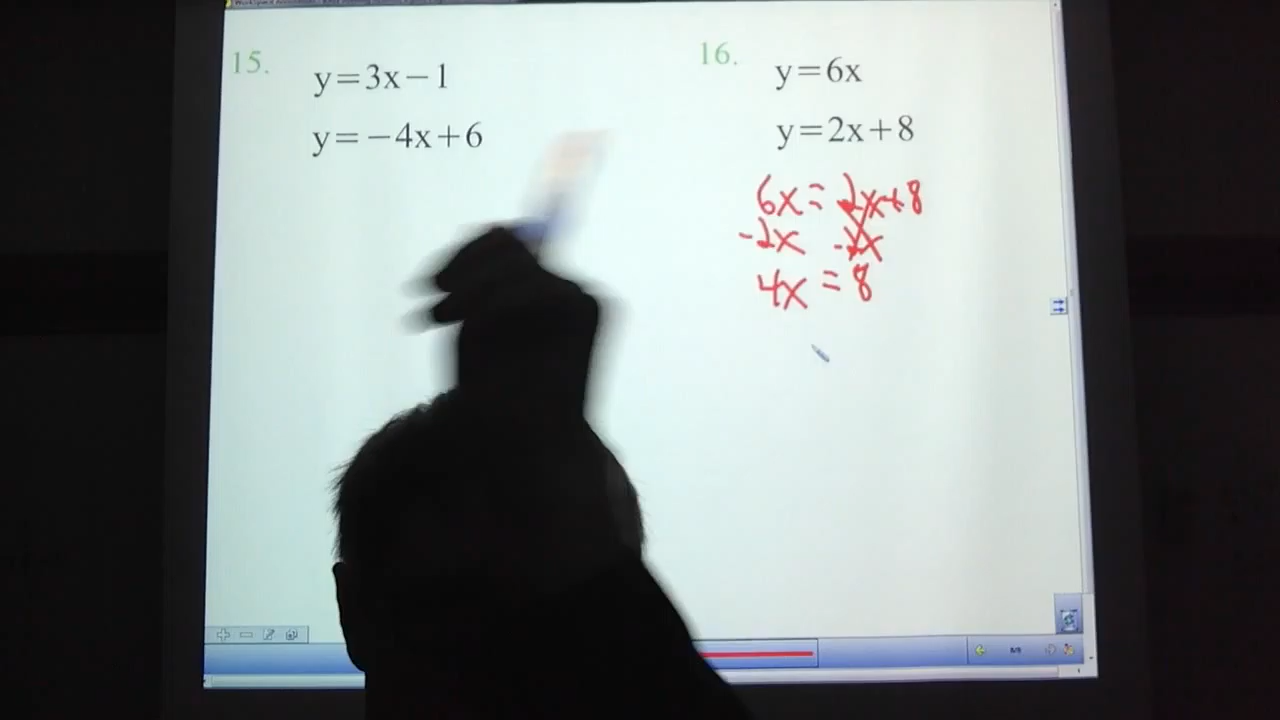 15.
y=3x−1
y=−4x+6
16.
y=6x
y=2x+8
6x = 2x+8
-2x -2x
4x = 8